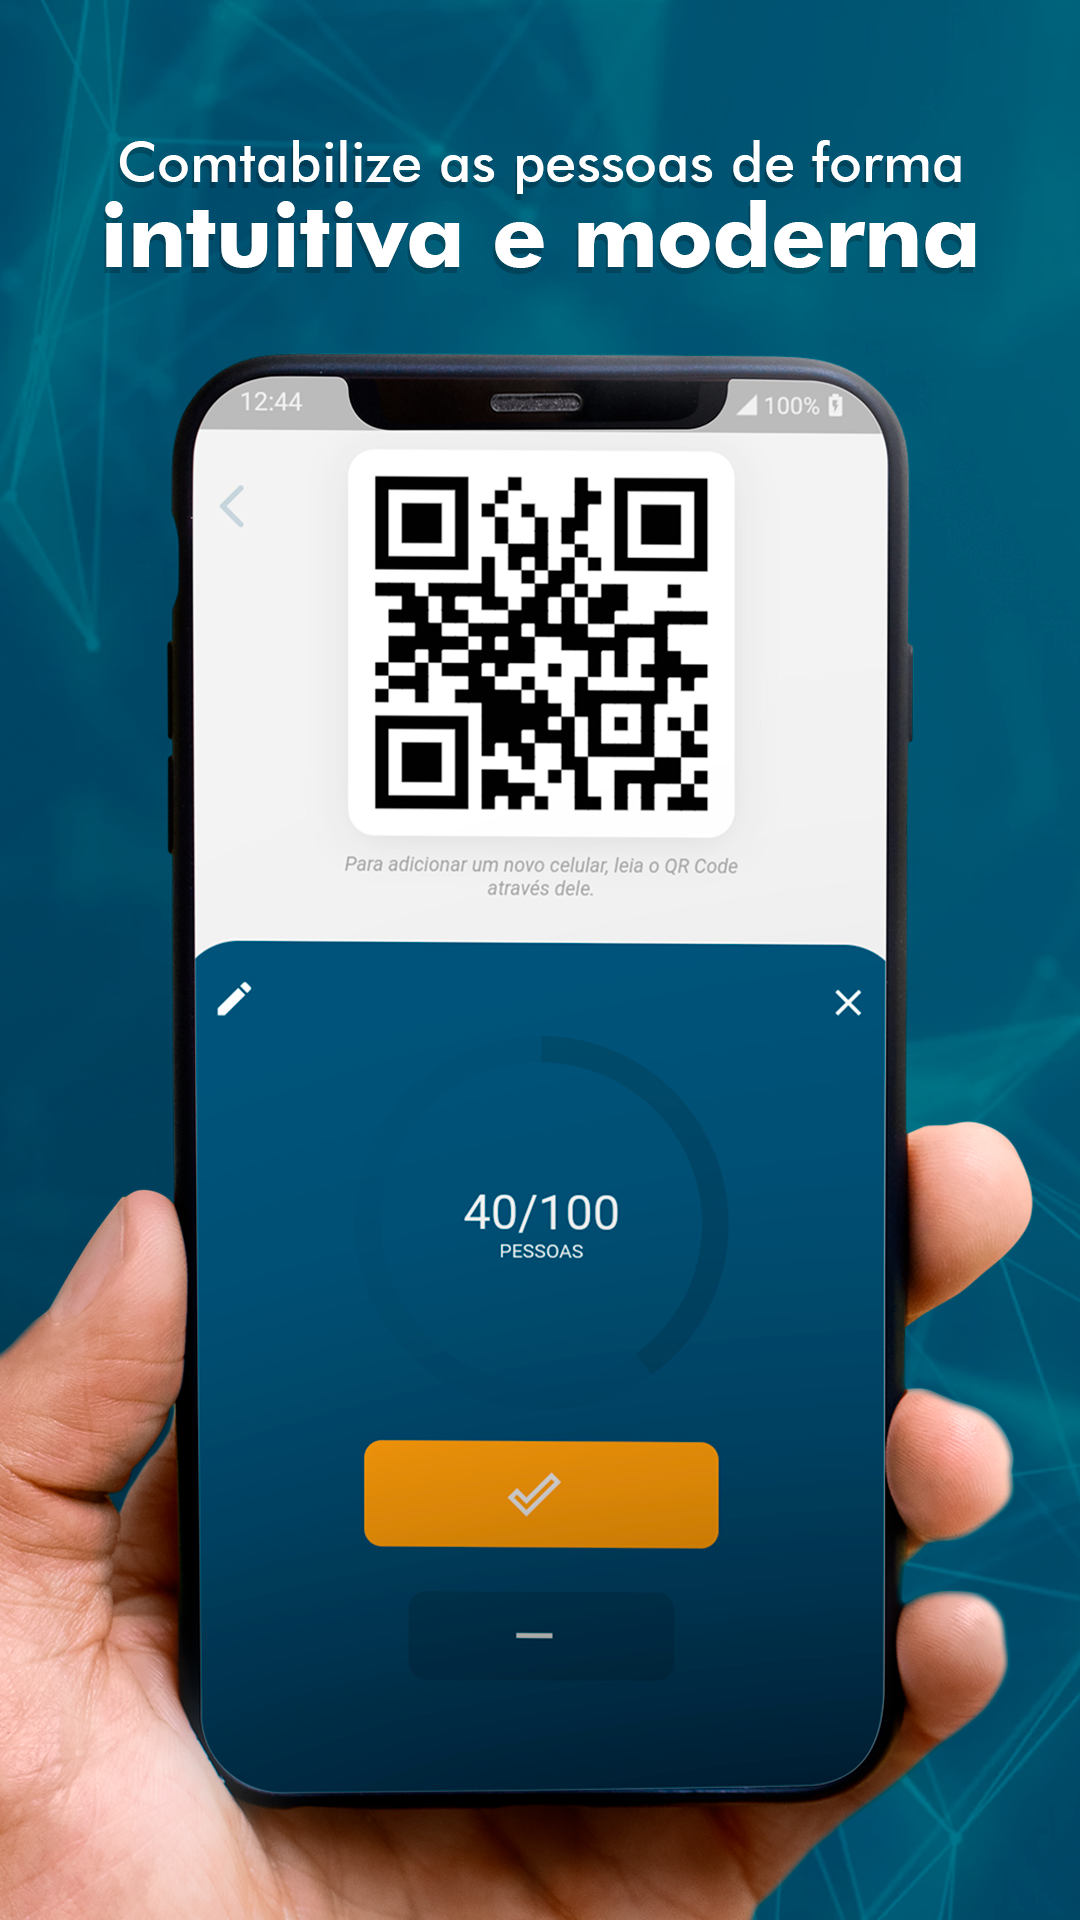 Comtabilize as pessoas de forma
intuitiva e moderna
12:44
100%
Para adicionar um novo celular, leia o QR Code
através dele.
40/100
PESSOAS